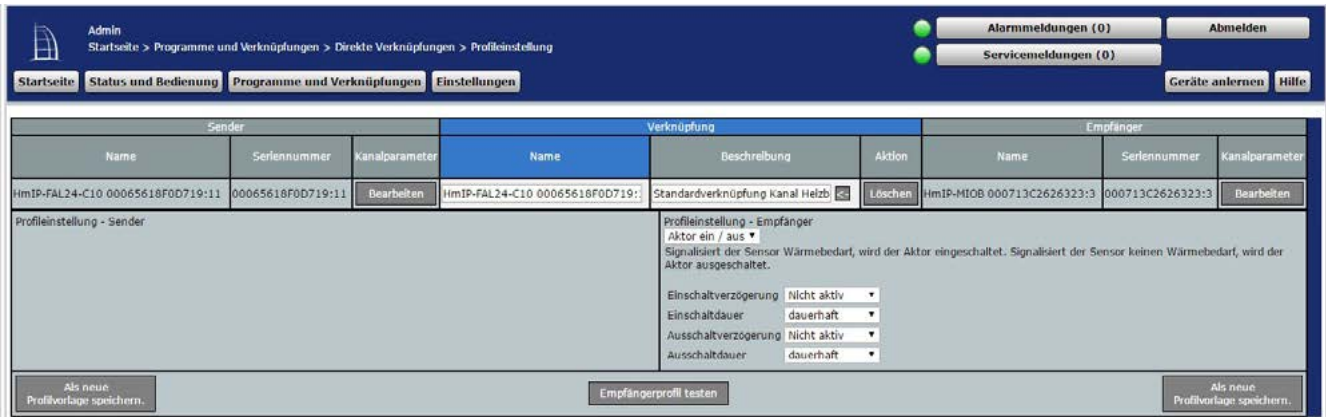 Admin
Alarmmeldungen (0)
Abmelden
Startseite > Programme und Verknüpfungen > Direkte Verknüpfungen > Profileinstellung
Servicemeldungen (0)
Startseite Status und Bedienung Programme und Verknüpfungen Einstellungen Geräte anlernen Hilfe
Sender Verknüpfung Empfänger
Name Seriennummer Kanalparameter Name Beschreibung Aktion Name Seriennummer Kanalparameter
HmIP-FAL24-C10 00065618F0D719:11 00065618F0D719:11 Bearbeiten HmIP-FAL24-C10 00065618F0D719: Standardverknüpfung Kanal Heizb <- Löschen HmIP-MIOB 000713C2626323:3 000713C2626323:3 Bearbeiten
Profileinstellung - Sender
Profileinstellung - Empfänger
Aktor ein / aus
Signalisiert der Sensor Wärmebedarf, wird der Aktor eingeschaltet. Signalisiert der Sensor keinen Wärmebedarf, wird der
Aktor ausgeschaltet.
Einschaltverzögerung Nicht aktiv
Einschaltdauer dauerhaft
Ausschaltverzögerung Nicht aktiv
Ausschaltdauer dauerhaft
Als neue
Profilvorlage speichern.
Empfängerprofil testen
Als neue
Profilvorlage speichern.